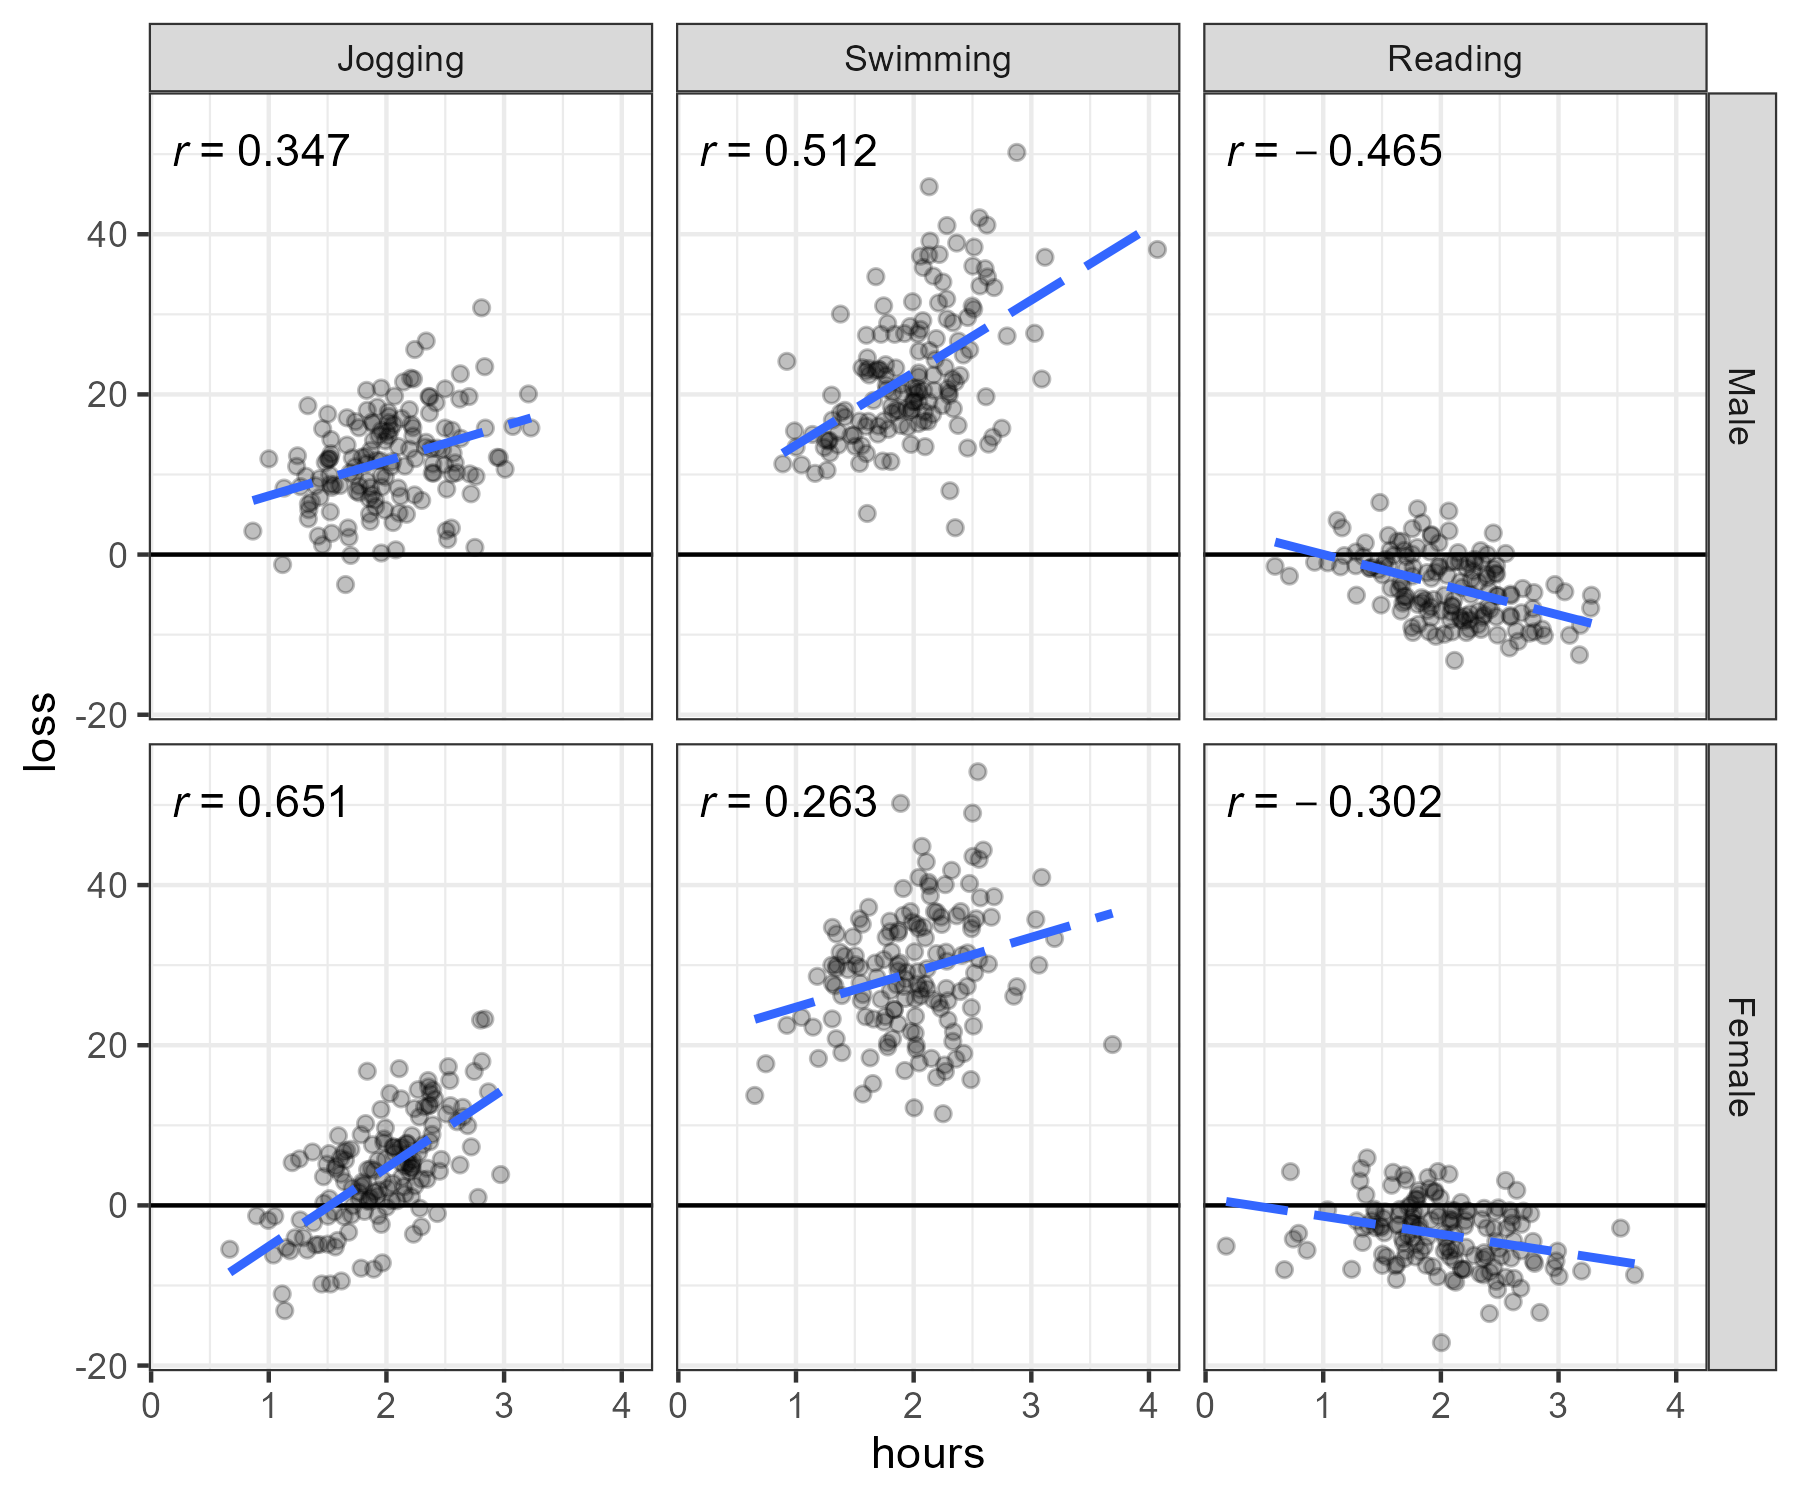 Jogging Swimming Reading
r = 0.347 r = 0.512 r = − 0.465
Male
40
20
0
-20
loss
r = 0.651 r = 0.263 r = − 0.302
Female
40
20
0
-20
0 1 2 3 4 0 1 2 3 4 0 1 2 3 4
hours